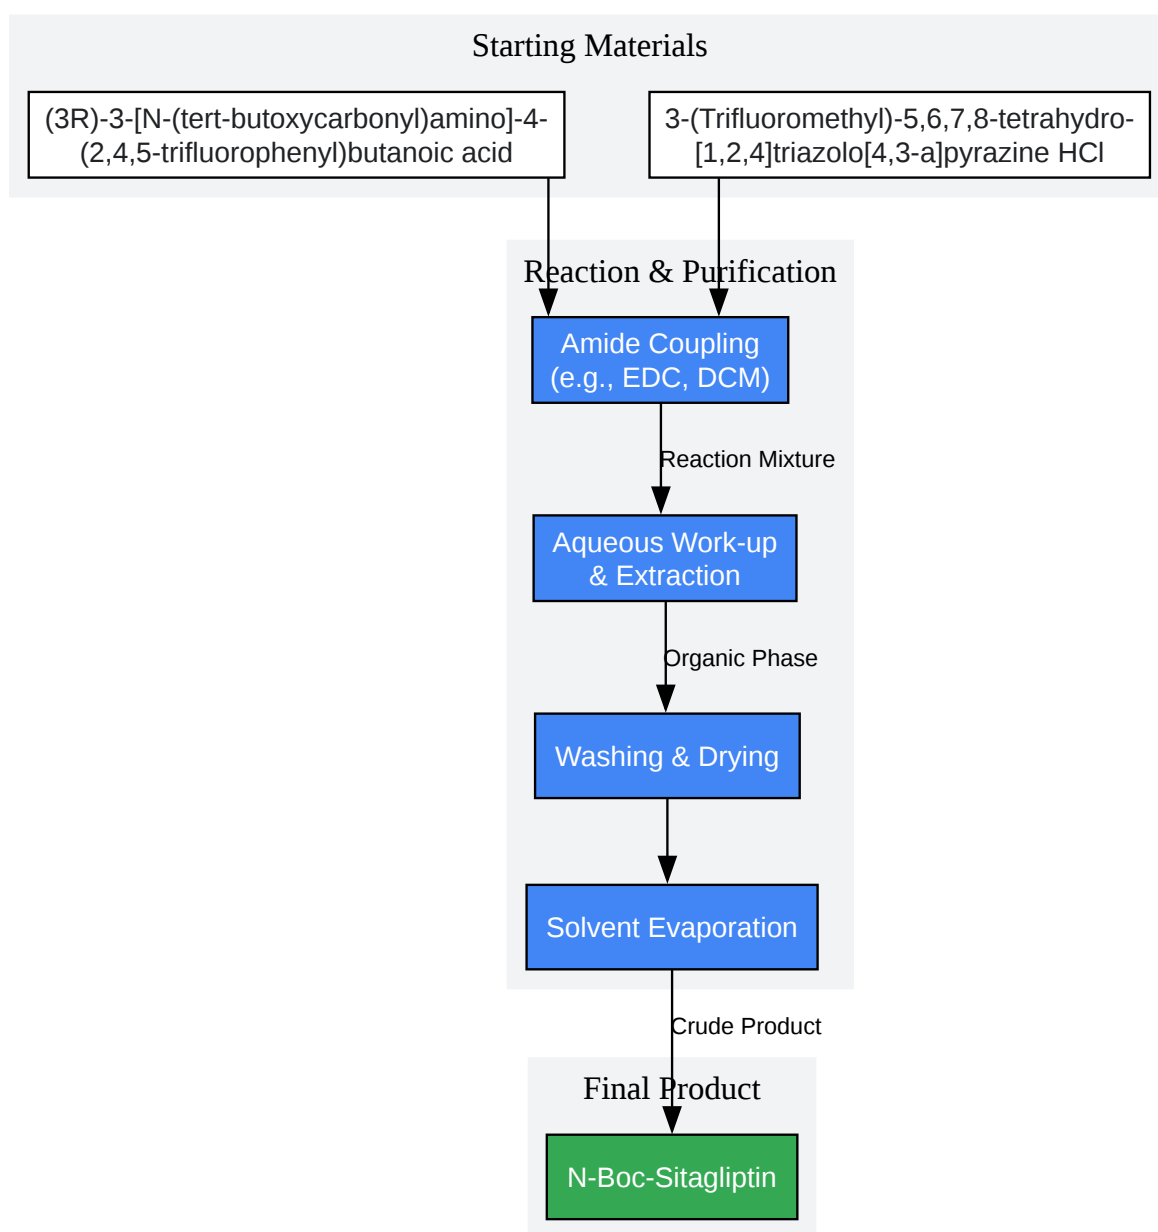 Starting Materials
(3R)-3-[N-(tert-butoxycarbonyl)amino]-4-
(2,4,5-trifluorophenyl)butanoic acid
3-(Trifluoromethyl)-5,6,7,8-tetrahydro-
[1,2,4]triazolo[4,3-a]pyrazine HCl
Reaction & Purification
Amide Coupling
(e.g., EDC, DCM)
Reaction Mixture
Aqueous Work-up
& Extraction
Organic Phase
Washing & Drying
Solvent Evaporation
Crude Product
Final Product
N-Boc-Sitagliptin